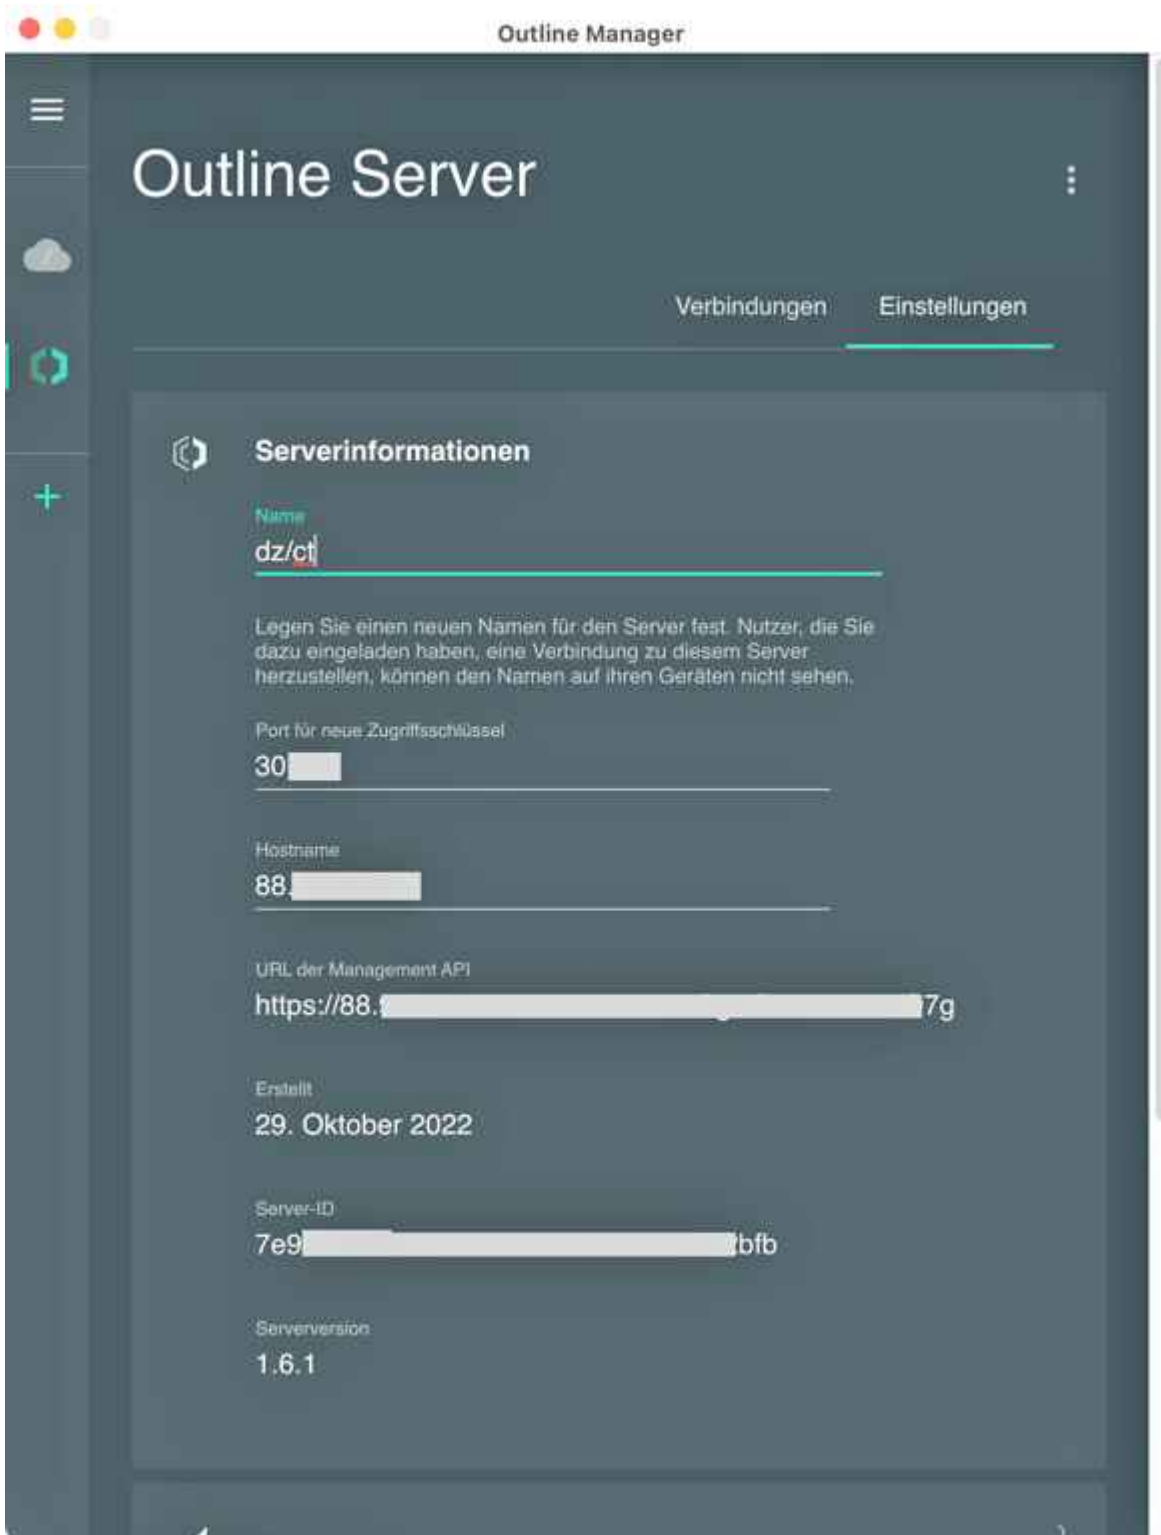 Outline Manager
Outline Server
Verbindungen
Einstellungen
Serverinformationen
Name
dz/ct
Legen Sie einen neuen Namen für den Server fest. Nutzer, die Sie
dazu eingeladen haben, eine Verbindung zu diesem Server
herzustellen, können den Namen auf ihren Geräten nicht sehen.
Port für neue Zugriffsschlüssel
30
Hostname
88.
URL der Management API
https://88. 7g
Erstellt
29. Oktober 2022
Server-ID
7e9 bfb
Serverversion
1.6.1